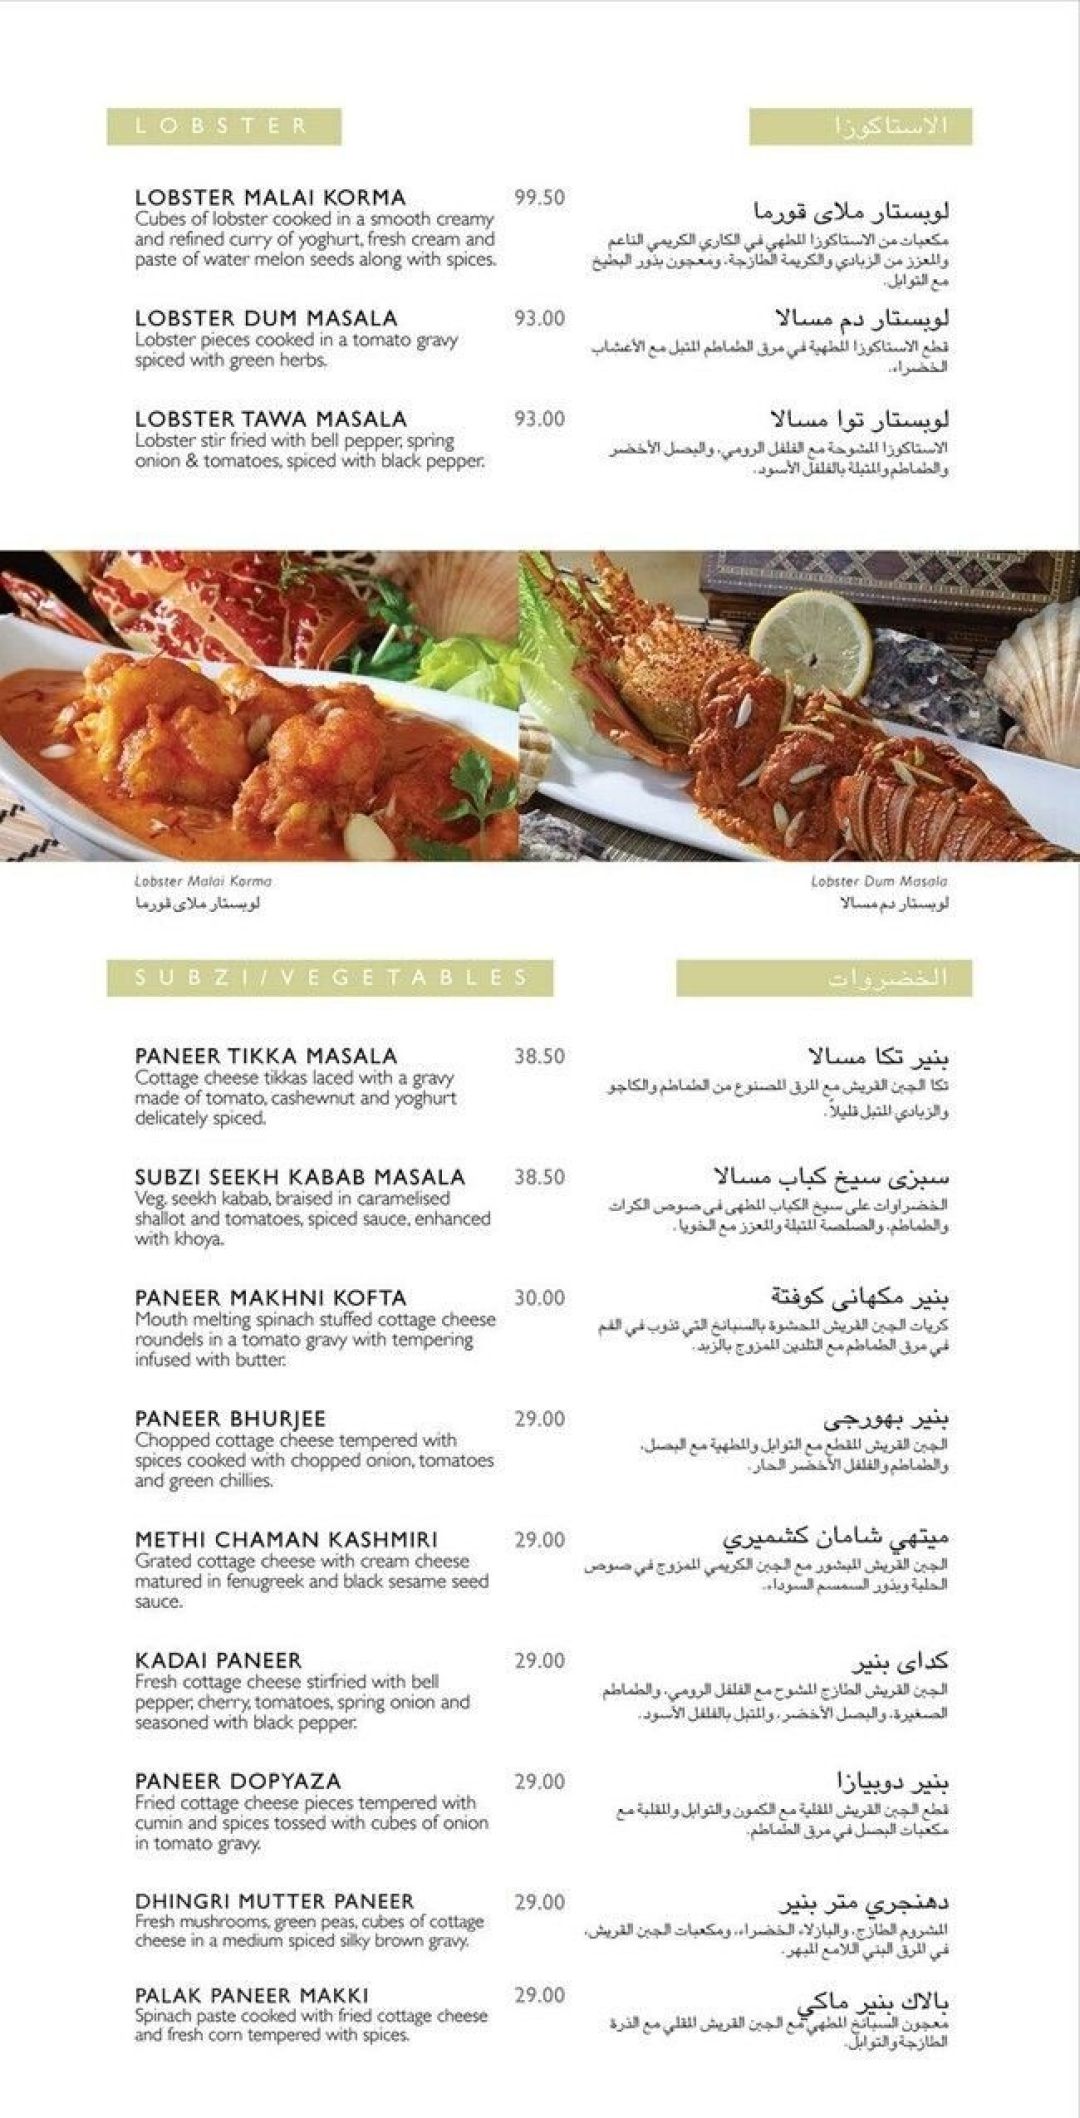 LOBSTER
الاستاكوزا
LOBSTER MALAI KORMA 99.50
Cubes of lobster cooked in a smooth creamy
and refined curry of yoghurt, fresh cream and
paste of water melon seeds along with spices.
لوبستار ملاى قورما
مكعبات من الاستاكوزا المطهي في الكاري الكريمي الناعم
والمعزز من الزبادي والكريمة الطازجة، ومعجون بذور البطيخ
مع التوابل.
LOBSTER DUM MASALA 93.00
Lobster pieces cooked in a tomato gravy
spiced with green herbs.
لوبستار دم مسالا
قطع الاستاكوزا المطهية في مرق الطماطم المتبل مع الأعشاب
الخضراء.
LOBSTER TAWA MASALA 93.00
Lobster stir fried with bell pepper, spring
onion & tomatoes, spiced with black pepper.
لوبستار توا مسالا
الاستاكوزا المشوحة مع الفلفل الرومي، والبصل الأخضر
والطماطم والمتبلة بالفلفل الأسود.
Lobster Malai Korma
لوبستار ملاى قورما
Lobster Dum Masala
لوبستار دم مسالا
SUBZI/VEGETABLES
الخضروات
PANEER TIKKA MASALA 38.50
Cottage cheese tikkas laced with a gravy
made of tomato, cashewnut and yoghurt
delicately spiced.
بنير تكا مسالا
تكا الجبن القريش مع المرق المصنوع من الطماطم والكاجو
والزبادي المتبل قليلاً.
SUBZI SEEKH KABAB MASALA 38.50
Veg. seekh kabab, braised in caramelised
shallot and tomatoes, spiced sauce, enhanced
with khoya.
سبزى سيخ كباب مسالا
الخضراوات على سيخ الكباب المطهى فى صوص الكرات
والطماطم، والصلصة المتبلة والمعزز مع الخويا.
PANEER MAKHNI KOFTA 30.00
Mouth melting spinach stuffed cottage cheese
roundels in a tomato gravy with tempering
infused with butter.
بنير مكهانى كوفتة
كريات الجبن القريش المحشوة بالسبانخ التي تذوب في الفم
في مرق الطماطم مع التلدين الممزوج بالزبد.
PANEER BHURJEE 29.00
Chopped cottage cheese tempered with
spices cooked with chopped onion, tomatoes
and green chillies.
بنير بهورجى
الجبن القريش المقطع مع التوابل والمطهية مع البصل،
والطماطم والفلفل الأخضر الحار.
METHI CHAMAN KASHMIRI 29.00
Grated cottage cheese with cream cheese
matured in fenugreek and black sesame seed
sauce.
ميتهي شامان كشميري
الجبن القريش المبشور مع الجبن الكريمي الممزوج في صوص
الحلبة وبذور السمسم السوداء.
KADAI PANEER 29.00
Fresh cottage cheese stirfried with bell
pepper, cherry, tomatoes, spring onion and
seasoned with black pepper.
كداى بنير
الجبن القريش الطازج المشوح مع الفلفل الرومي، والطماطم
الصغيرة، والبصل الأخضر، والمتبل بالفلفل الأسود.
PANEER DOPYAZA 29.00
Fried cottage cheese pieces tempered with
cumin and spices tossed with cubes of onion
in tomato gravy.
بنير دوبيازا
قطع الجبن القريش المقلية مع الكمون والتوابل والمقلبة مع
مكعبات البصل في مرق الطماطم.
DHINGRI MUTTER PANEER 29.00
Fresh mushrooms, green peas, cubes of cottage
cheese in a medium spiced silky brown gravy.
دهنجري متر بنير
المشروم الطازج، والبازلاء الخضراء، ومكعبات الجبن القريش،
في المرق البني اللامع المبهر.
PALAK PANEER MAKKI 29.00
Spinach paste cooked with fried cottage cheese
and fresh corn tempered with spices.
بالاك بنير ماكي
معجون السبانخ المطهي مع الجبن القريش المقلي مع الذرة
الطازجة والتوابل.